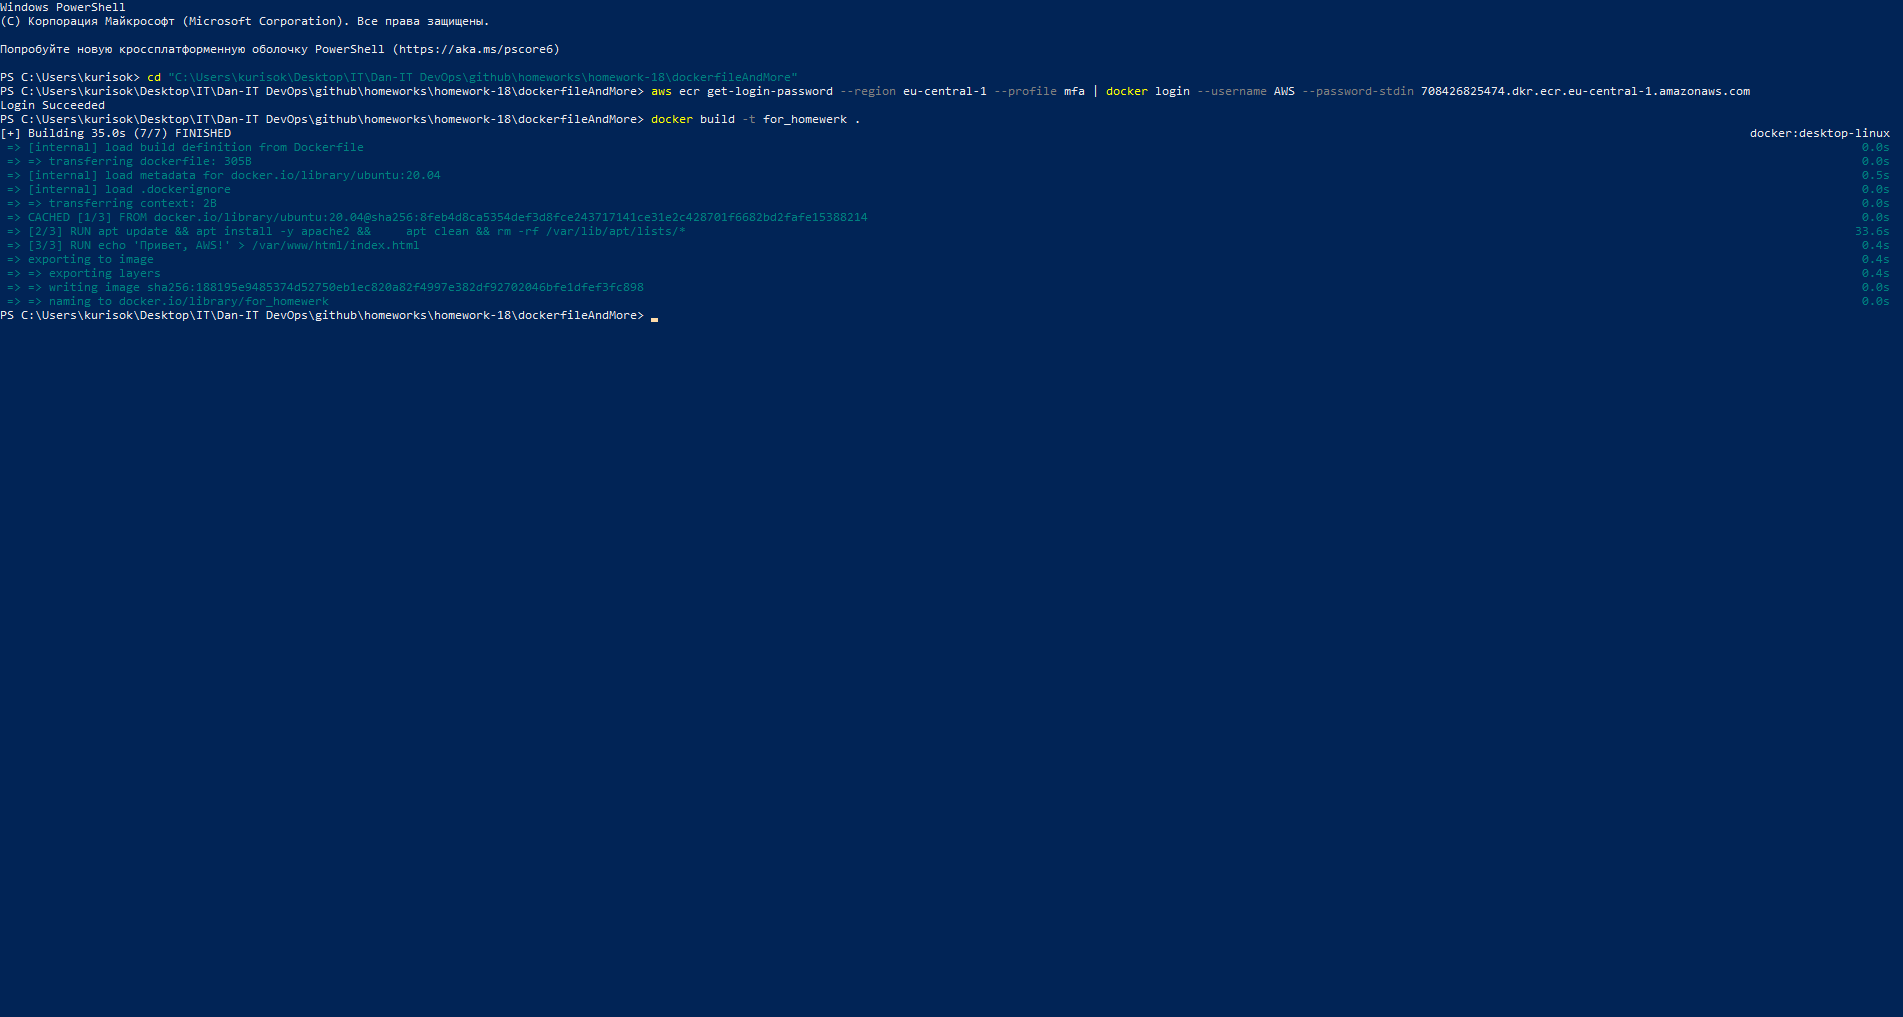 Windows PowerShell
(C) Корпорация Майкрософт (Microsoft Corporation). Все права защищены.
Попробуйте новую кроссплатформенную оболочку PowerShell (https://aka.ms/pscore6)
PS C:\Users\kurisok> cd "C:\Users\kurisok\Desktop\IT\Dan-IT DevOps\github\homeworks\homework-18\dockerfileAndMore"
PS C:\Users\kurisok\Desktop\IT\Dan-IT DevOps\github\homeworks\homework-18\dockerfileAndMore> aws ecr get-login-password --region eu-central-1 --profile mfa | docker login --username AWS --password-stdin 708426825474.dkr.ecr.eu-central-1.amazonaws.com
Login Succeeded
PS C:\Users\kurisok\Desktop\IT\Dan-IT DevOps\github\homeworks\homework-18\dockerfileAndMore> docker build -t for_homewerk .
[+] Building 35.0s (7/7) FINISHED docker:desktop-linux
=> [internal] load build definition from Dockerfile 0.0s
=> => transferring dockerfile: 305B 0.0s
=> [internal] load metadata for docker.io/library/ubuntu:20.04 0.5s
=> [internal] load .dockerignore 0.0s
=> => transferring context: 2B 0.0s
=> CACHED [1/3] FROM docker.io/library/ubuntu:20.04@sha256:8feb4d8ca5354def3d8fce243717141ce31e2c428701f6682bd2fafe15388214 0.0s
=> [2/3] RUN apt update && apt install -y apache2 &&     apt clean && rm -rf /var/lib/apt/lists/* 33.6s
=> [3/3] RUN echo 'Привет, AWS!' > /var/www/html/index.html 0.4s
=> exporting to image 0.4s
=> => exporting layers 0.4s
=> => writing image sha256:188195e9485374d52750eb1ec820a82f4997e382df92702046bfe1dfef3fc898 0.0s
=> => naming to docker.io/library/for_homewerk 0.0s
PS C:\Users\kurisok\Desktop\IT\Dan-IT DevOps\github\homeworks\homework-18\dockerfileAndMore>